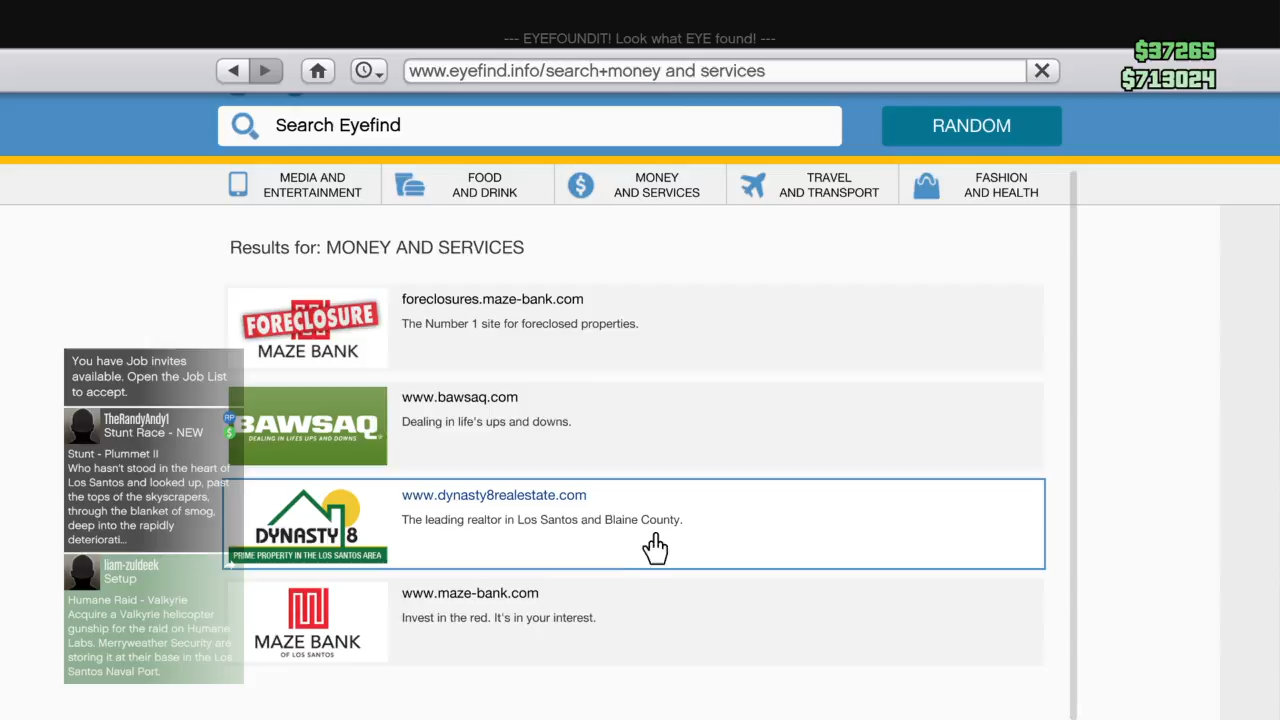 --- EYEFOUNDIT! Look what EYE found! ---
www.eyefind.info/search+money and services
$37265
$713024
Search Eyefind
RANDOM
MEDIA AND
ENTERTAINMENT
FOOD
AND DRINK
MONEY
AND SERVICES
TRAVEL
AND TRANSPORT
FASHION
AND HEALTH
Results for: MONEY AND SERVICES
FORECLOSURE
MAZE BANK
foreclosures.maze-bank.com
The Number 1 site for foreclosed properties.
BAWSAQ
DEALING IN LIFES UPS AND DOWNS
www.bawsaq.com
Dealing in life's ups and downs.
DYNASTY 8
PRIME PROPERTY IN THE LOS SANTOS AREA
www.dynasty8realestate.com
The leading realtor in Los Santos and Blaine County.
MAZE BANK
OF LOS SANTOS
www.maze-bank.com
Invest in the red. It's in your interest.
You have Job invites
available. Open the Job List
to accept.
TheRandyAndy1
Stunt Race - NEW
RP
$
Stunt - Plummet II
Who hasn't stood in the heart of
Los Santos and looked up, past
the tops of the skyscrapers,
through the blanket of smog,
deep into the rapidly
deteriorati...
liam-zuldeek
Setup
Humane Raid - Valkyrie
Acquire a Valkyrie helicopter
gunship for the raid on Humane
Labs. Merryweather Security are
storing it at their base in the Los
Santos Naval Port.